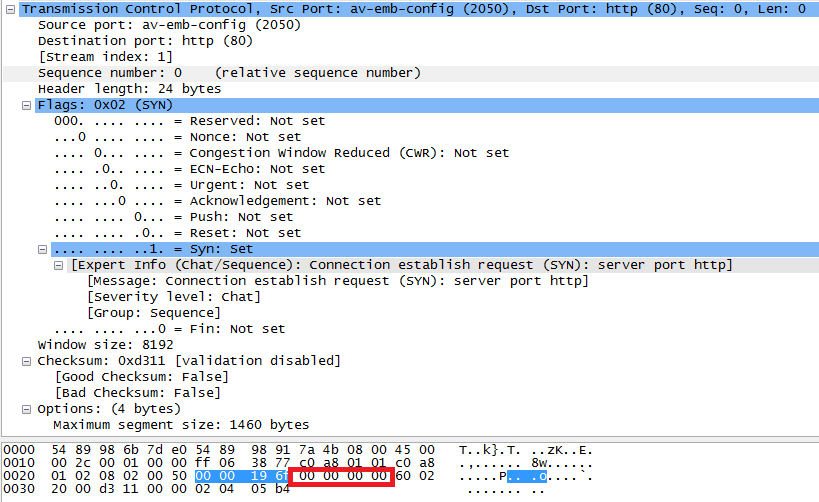 Transmission Control Protocol, Src Port: av-emb-config (2050), Dst Port: http (80), Seq: 0, Len: 0
Source port: av-emb-config (2050)
Destination port: http (80)
[Stream index: 1]
Sequence number: 0    (relative sequence number)
Header length: 24 bytes
Flags: 0x02 (SYN)
000. .... .... = Reserved: Not set
...0 .... .... = Nonce: Not set
.... 0... .... = Congestion Window Reduced (CWR): Not set
.... .0.. .... = ECN-Echo: Not set
.... ..0. .... = Urgent: Not set
.... ...0 .... = Acknowledgement: Not set
.... .... 0... = Push: Not set
.... .... .0.. = Reset: Not set
.... .... ..1. = Syn: Set
[Expert Info (Chat/Sequence): Connection establish request (SYN): server port http]
[Message: Connection establish request (SYN): server port http]
[Severity level: Chat]
[Group: Sequence]
.... .... ...0 = Fin: Not set
Window size: 8192
Checksum: 0xd311 [validation disabled]
[Good Checksum: False]
[Bad Checksum: False]
Options: (4 bytes)
Maximum segment size: 1460 bytes
0000  54 89 98 6b 7d e0 54 89  98 91 7a 4b 08 00 45 00   T..k}.T. ..zK..E.
0010  00 2c 00 01 00 00 ff 06  38 77 c0 a8 01 01 c0 a8   .,...... 8w......
0020  01 02 08 02 00 50 00 00  19 6f 00 00 00 00 60 02   .....P.. .o....`.
0030  20 00 d3 11 00 00 02 04  05 b4   ....... ..